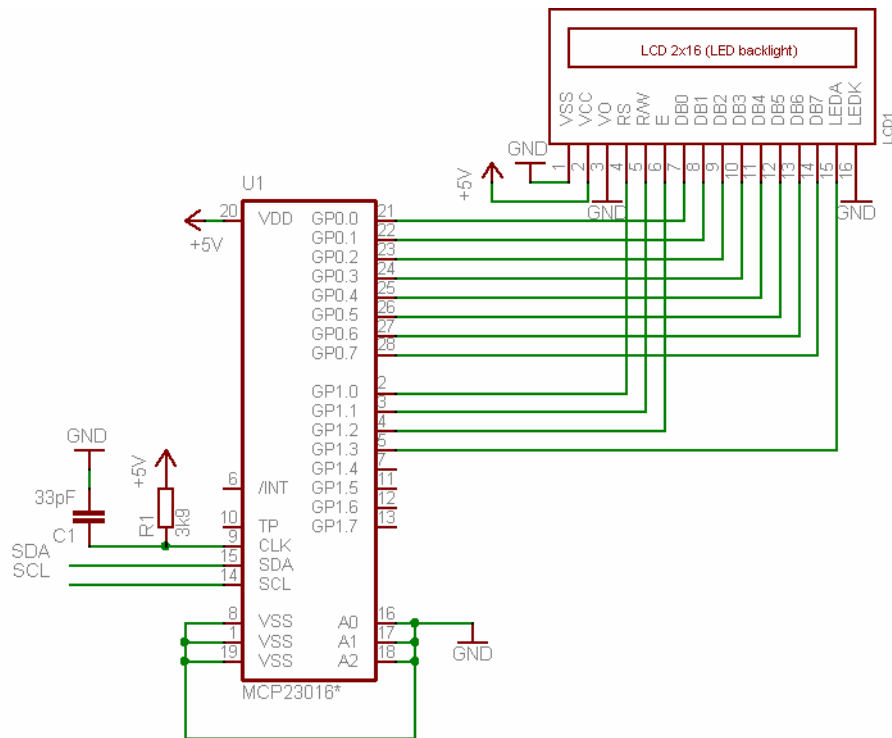 LCD 2x16 (LED backlight)
VSS
VCC
VO
RS
R/W
E
DB0
DB1
DB2
DB3
DB4
DB5
DB6
DB7
LEDA
LEDK
LCD1
1
2
3
4
5
6
7
8
9
10
11
12
13
14
15
16
GND
+5V
GND
GND
U1
20 VDD GP0.0 21
+5V
GP0.1 22
GP0.2 23
GP0.3 24
GP0.4 25
GP0.5 26
GP0.6 27
GP0.7 28
GP1.0 2
GP1.1 3
GP1.2 4
GP1.3 5
GP1.4 7
GND
+5V
6 /INT GP1.5 11
33pF
GP1.6 12
C1
R1
3k9
10 TP GP1.7 13
9 CLK
SDA 15 SDA
SCL 14 SCL
8 VSS A0 16
1 VSS A1 17
19 VSS A2 18
GND
MCP23016*